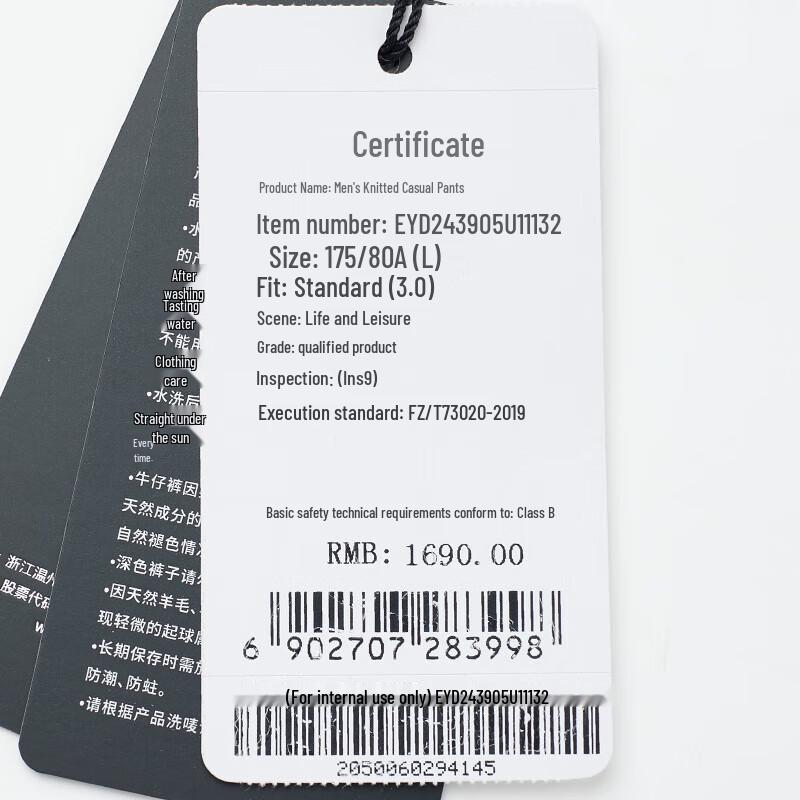 Certificate
Product Name: Men's Knitted Casual Pants
Item number: EYD243905U11132
Size: 175/80A (L)
Fit: Standard (3.0)
Scene: Life and Leisure
Grade: qualified product
Inspection: (Ins9)
Execution standard: FZ/T73020-2019
Basic safety technical requirements conform to: Class B
RMB: 1690.00
6 902707 283998
(For internal use only) EYD243905U11132
2050060294145
品
•水
的产
After
washing
Tasting
water
不能用
Clothing
care
•水洗后
Straight under
the sun
Every
time.
•牛仔裤因
天然成分的
自然褪色情
•深色裤子请
•因天然羊毛、
现轻微的起球
•长期保存时需
防潮、防蛀。
•请根据产品洗唛
浙江温州
股票代码
w